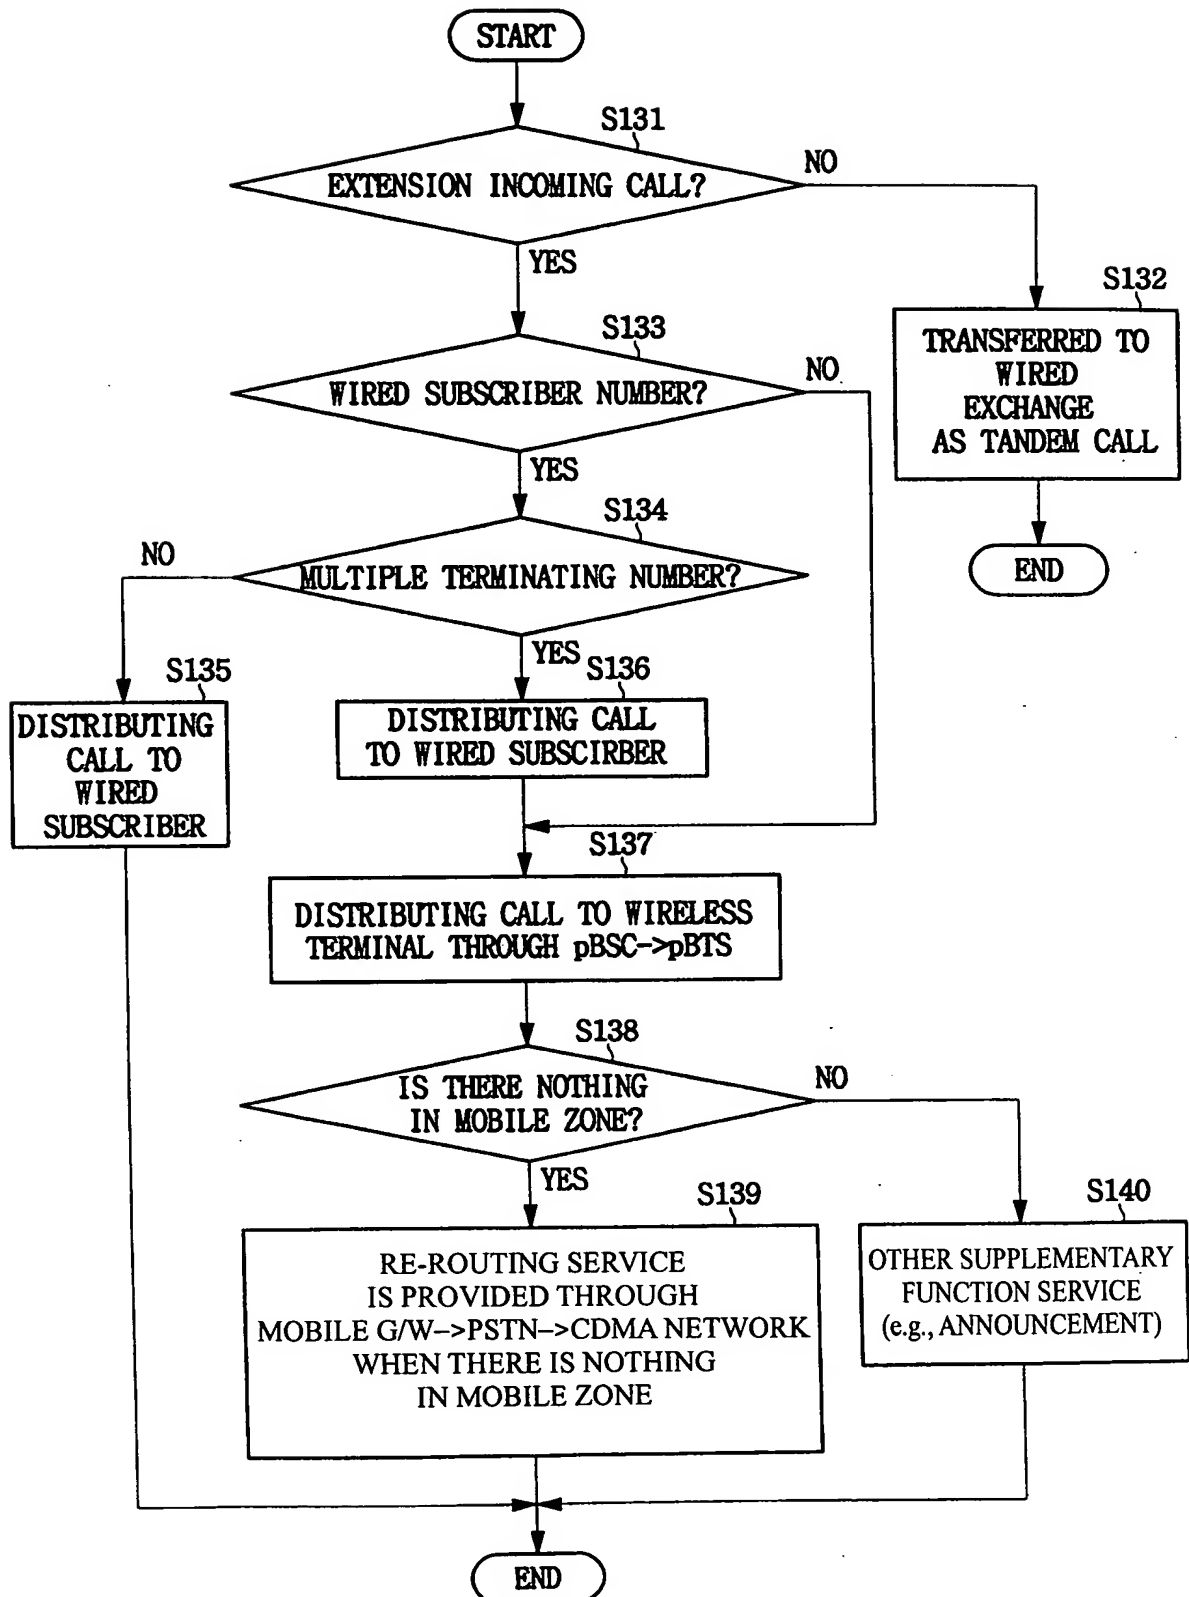 START
S131
EXTENSION INCOMING CALL?
NO
YES
S132
TRANSFERRED TO
WIRED
EXCHANGE
AS TANDEM CALL
END
S133
WIRED SUBSCRIBER NUMBER?
NO
YES
S134
MULTIPLE TERMINATING NUMBER?
NO
YES
S135
DISTRIBUTING
CALL TO
WIRED
SUBSCRIBER
S136
DISTRIBUTING CALL
TO WIRED SUBSCIRBER
S137
DISTRIBUTING CALL TO WIRELESS
TERMINAL THROUGH pBSC->pBTS
S138
IS THERE NOTHING
IN MOBILE ZONE?
NO
YES
S139
RE-ROUTING SERVICE
IS PROVIDED THROUGH
MOBILE G/W->PSTN->CDMA NETWORK
WHEN THERE IS NOTHING
IN MOBILE ZONE
S140
OTHER SUPPLEMENTARY
FUNCTION SERVICE
(e.g., ANNOUNCEMENT)
END